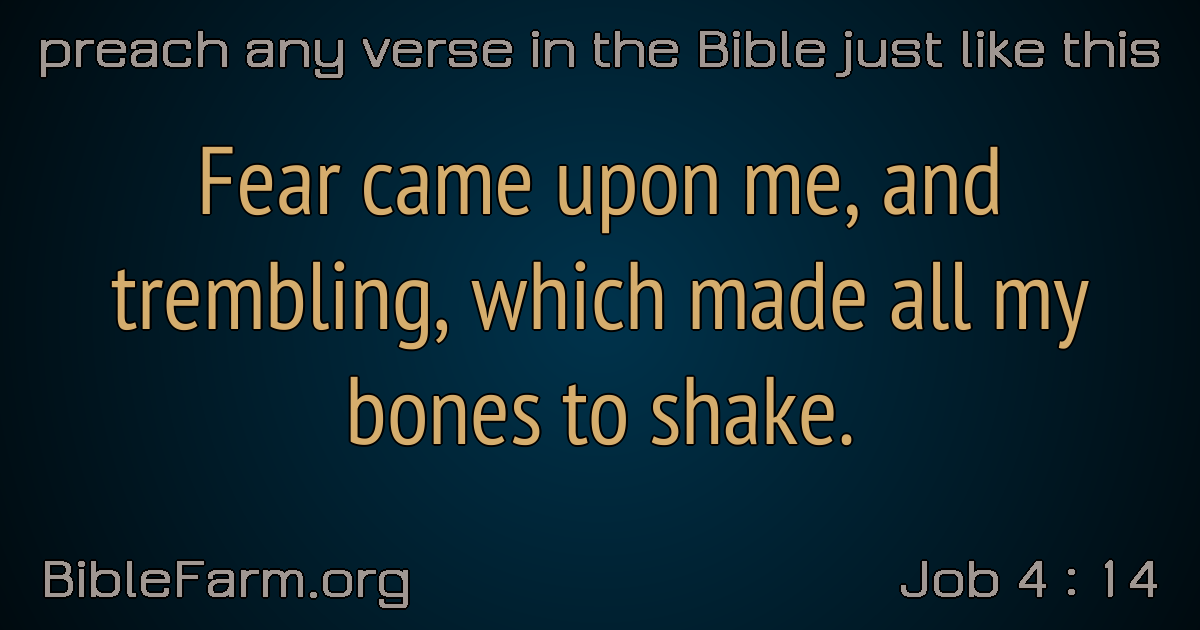 preach any verse in the Bible just like this
Fear came upon me, and
trembling, which made all my
bones to shake.
BibleFarm.org
Job 4 : 14